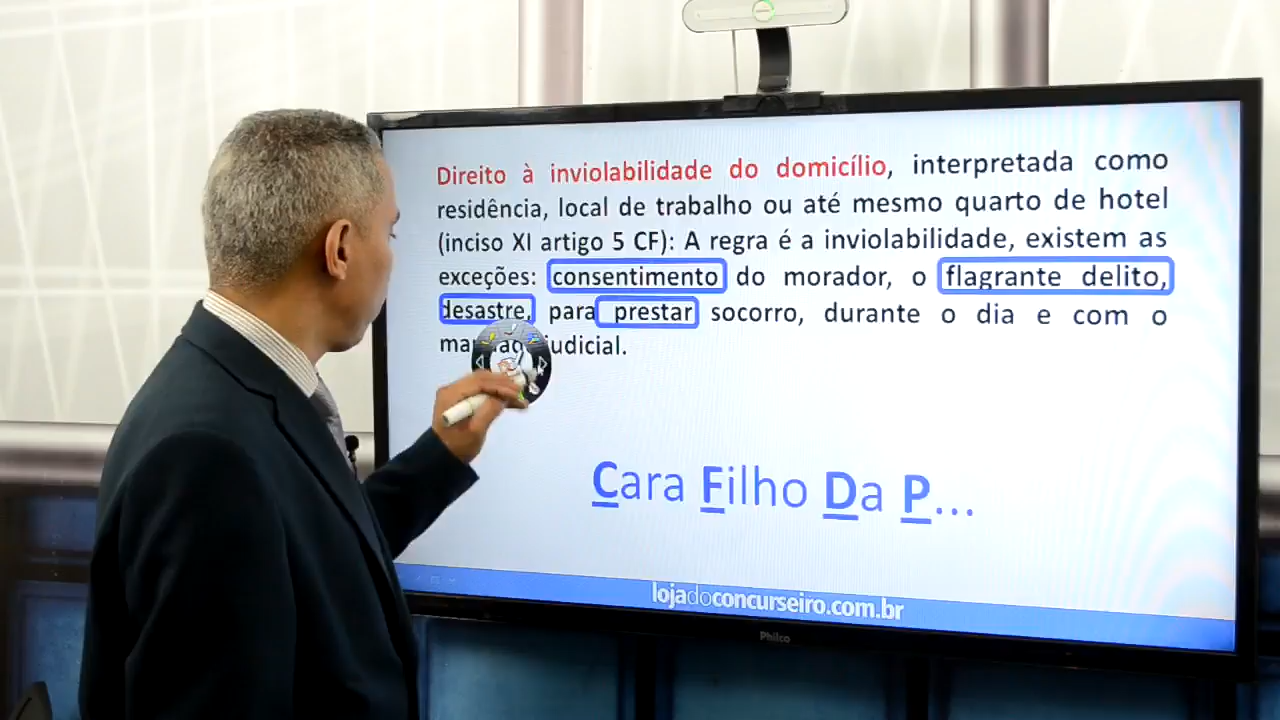 Direito à inviolabilidade do domicílio, interpretada como
residência, local de trabalho ou até mesmo quarto de hotel
(inciso XI artigo 5 CF): A regra é a inviolabilidade, existem as
exceções: consentimento do morador, o flagrante delito,
desastre, para prestar socorro, durante o dia e com o
judicial.
Cara Filho Da P...
lojadoconcurseiro.com.br
Philco